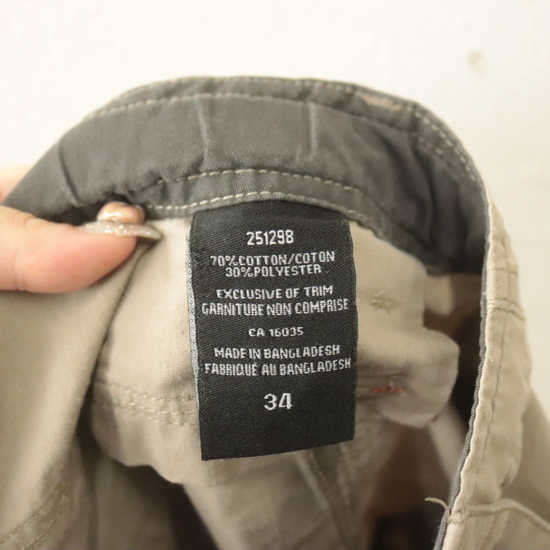 251298
70%COTTON/COTON
30%POLYESTER
EXCLUSIVE OF TRIM
GARNITURE NON COMPRISE
CA 16035
MADE IN BANGLADESH
FABRIQUÉ AU BANGLADESH
34